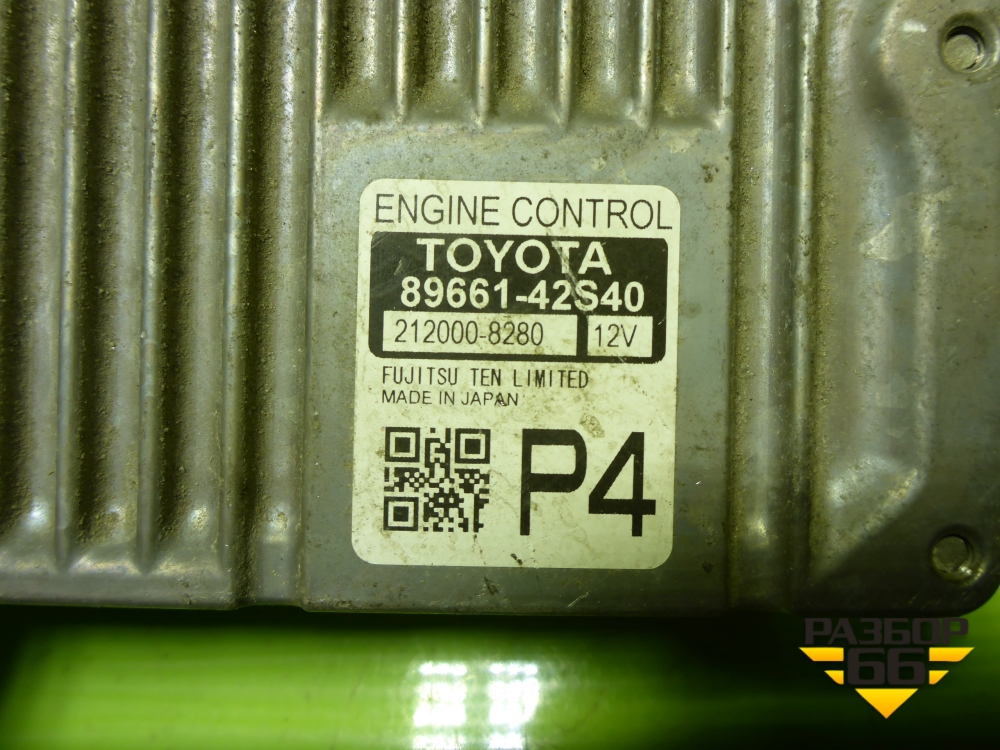 ENGINE CONTROL
TOYOTA
89661-42S40
212000-8280 12V
FUJITSU TEN LIMITED
MADE IN JAPAN
P4
РАЗБОР
66